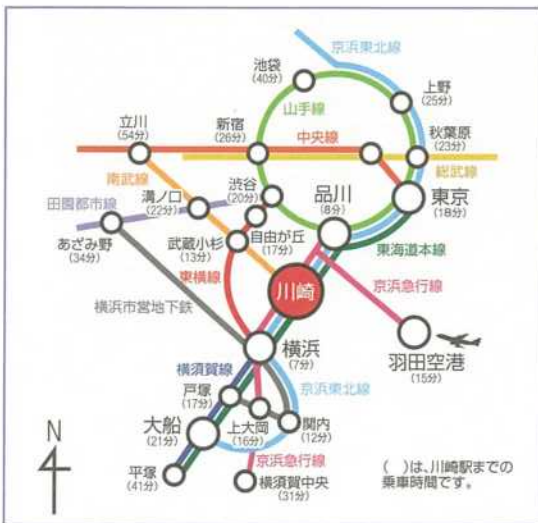 京浜東北線
池袋
(40分)
上野
(25分)
山手線
立川
(54分)
新宿
(26分)
中央線
秋葉原
(23分)
総武線
南武線
渋谷
(20分)
品川
(8分)
東京
(18分)
田園都市線
溝ノ口
(22分)
あざみ野
(34分)
武蔵小杉
(13分)
自由が丘
(17分)
東海道本線
東横線
川崎
京浜急行線
横浜市営地下鉄
横浜
(7分)
羽田空港
(15分)
横須賀線
戸塚
(17分)
京浜東北線
大船
(21分)
上大岡
(16分)
関内
(12分)
N
京浜急行線
平塚
(41分)
横須賀中央
(31分)
( )は、川崎駅までの
乗車時間です。